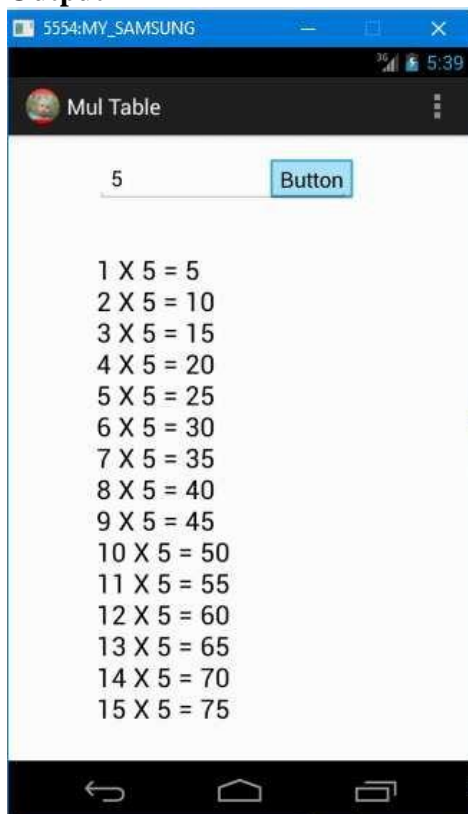 5554:MY_SAMSUNG
3G 5:39
Mul Table
5 Button
1 X 5 = 5
2 X 5 = 10
3 X 5 = 15
4 X 5 = 20
5 X 5 = 25
6 X 5 = 30
7 X 5 = 35
8 X 5 = 40
9 X 5 = 45
10 X 5 = 50
11 X 5 = 55
12 X 5 = 60
13 X 5 = 65
14 X 5 = 70
15 X 5 = 75